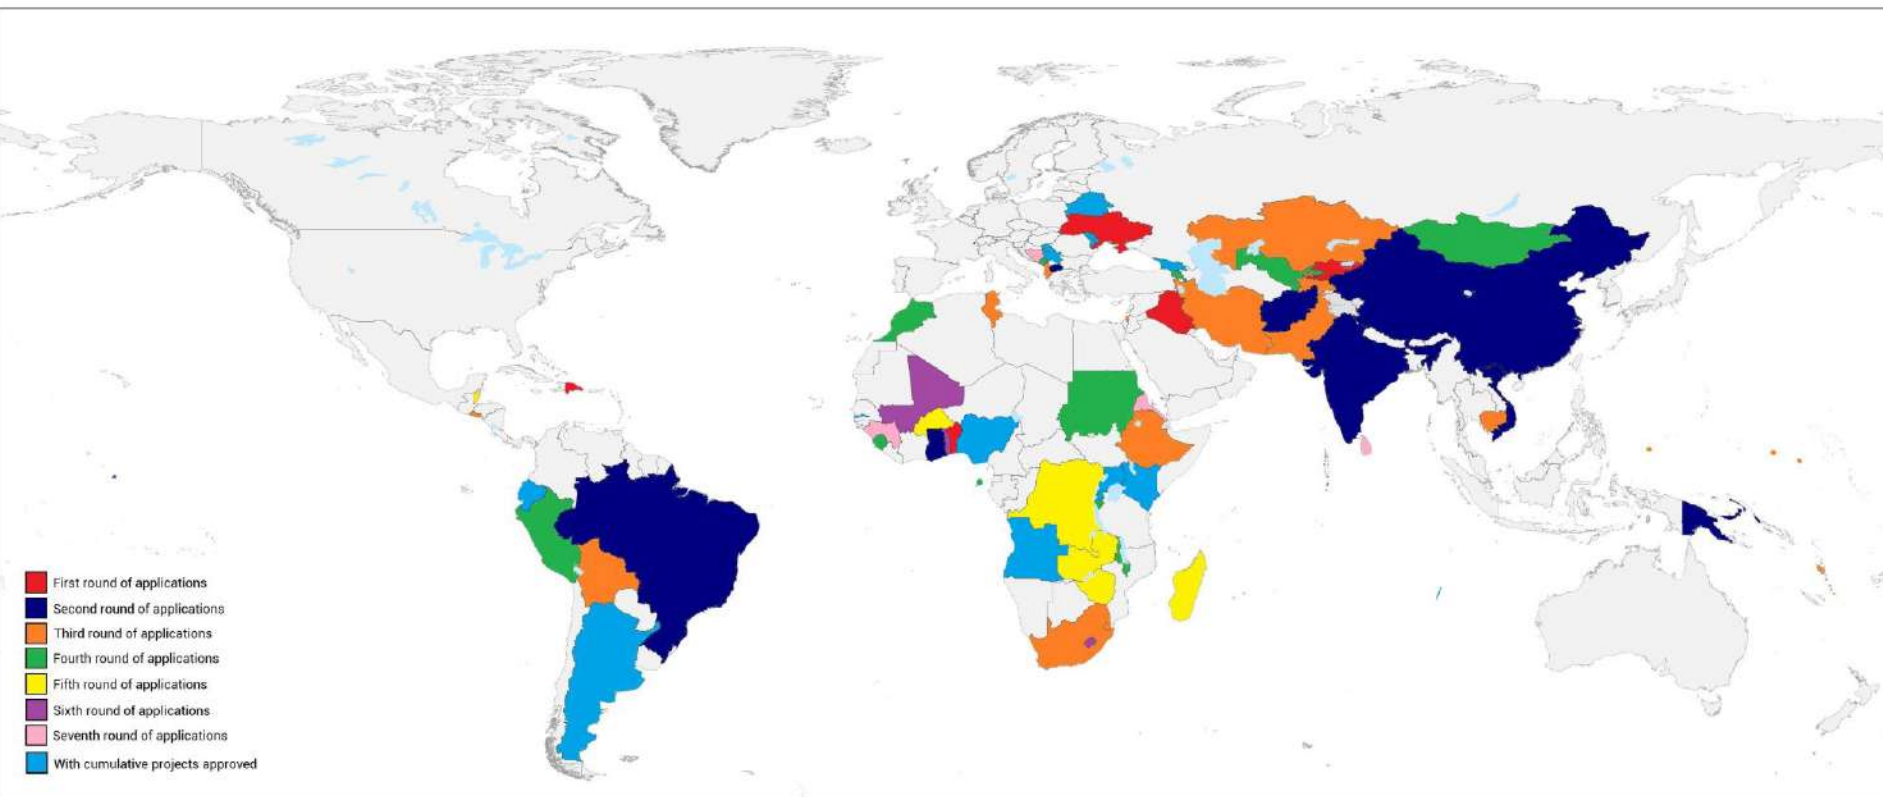 First round of applications
Second round of applications
Third round of applications
Fourth round of applications
Fifth round of applications
Sixth round of applications
Seventh round of applications
With cumulative projects approved